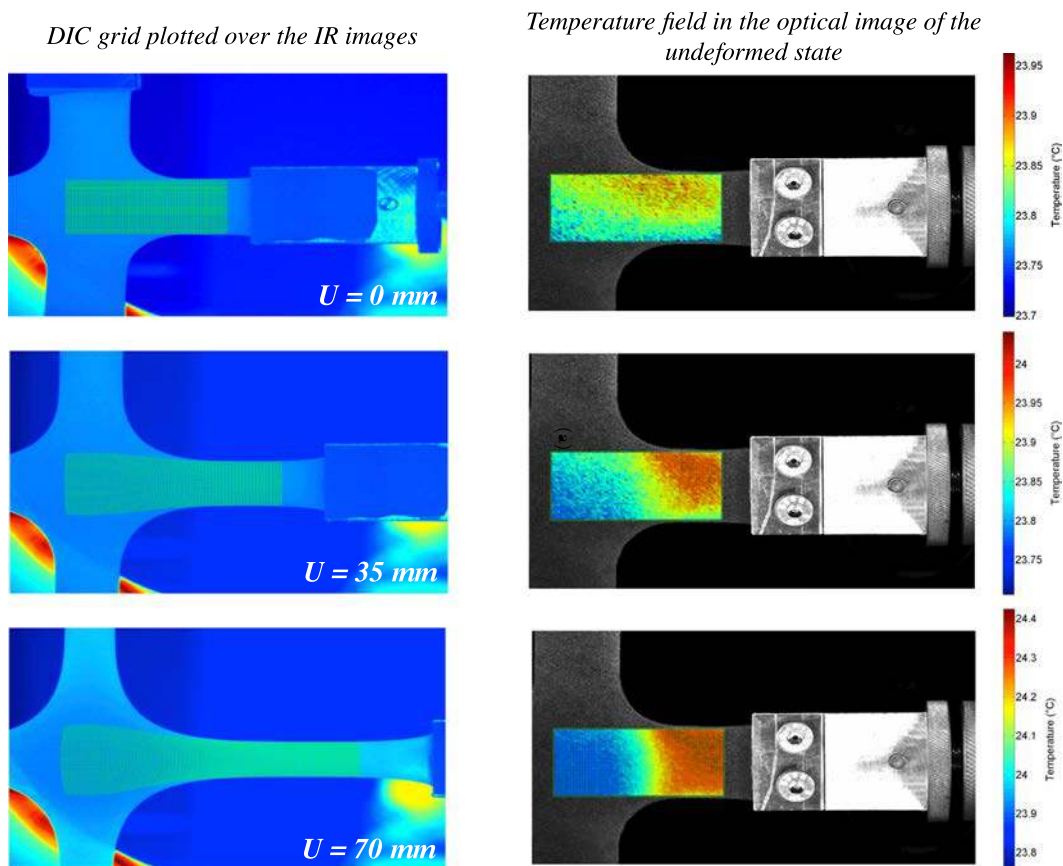 DIC grid plotted over the IR images
Temperature field in the optical image of the
undeformed state
U = 0 mm
23.95
23.9
23.85
23.8
23.75
23.7
Temperature (°C)
U = 35 mm
24
23.95
23.9
23.85
23.8
23.75
Temperature (°C)
U = 70 mm
24.4
24.3
24.2
24.1
24
23.9
23.8
Temperature (°C)